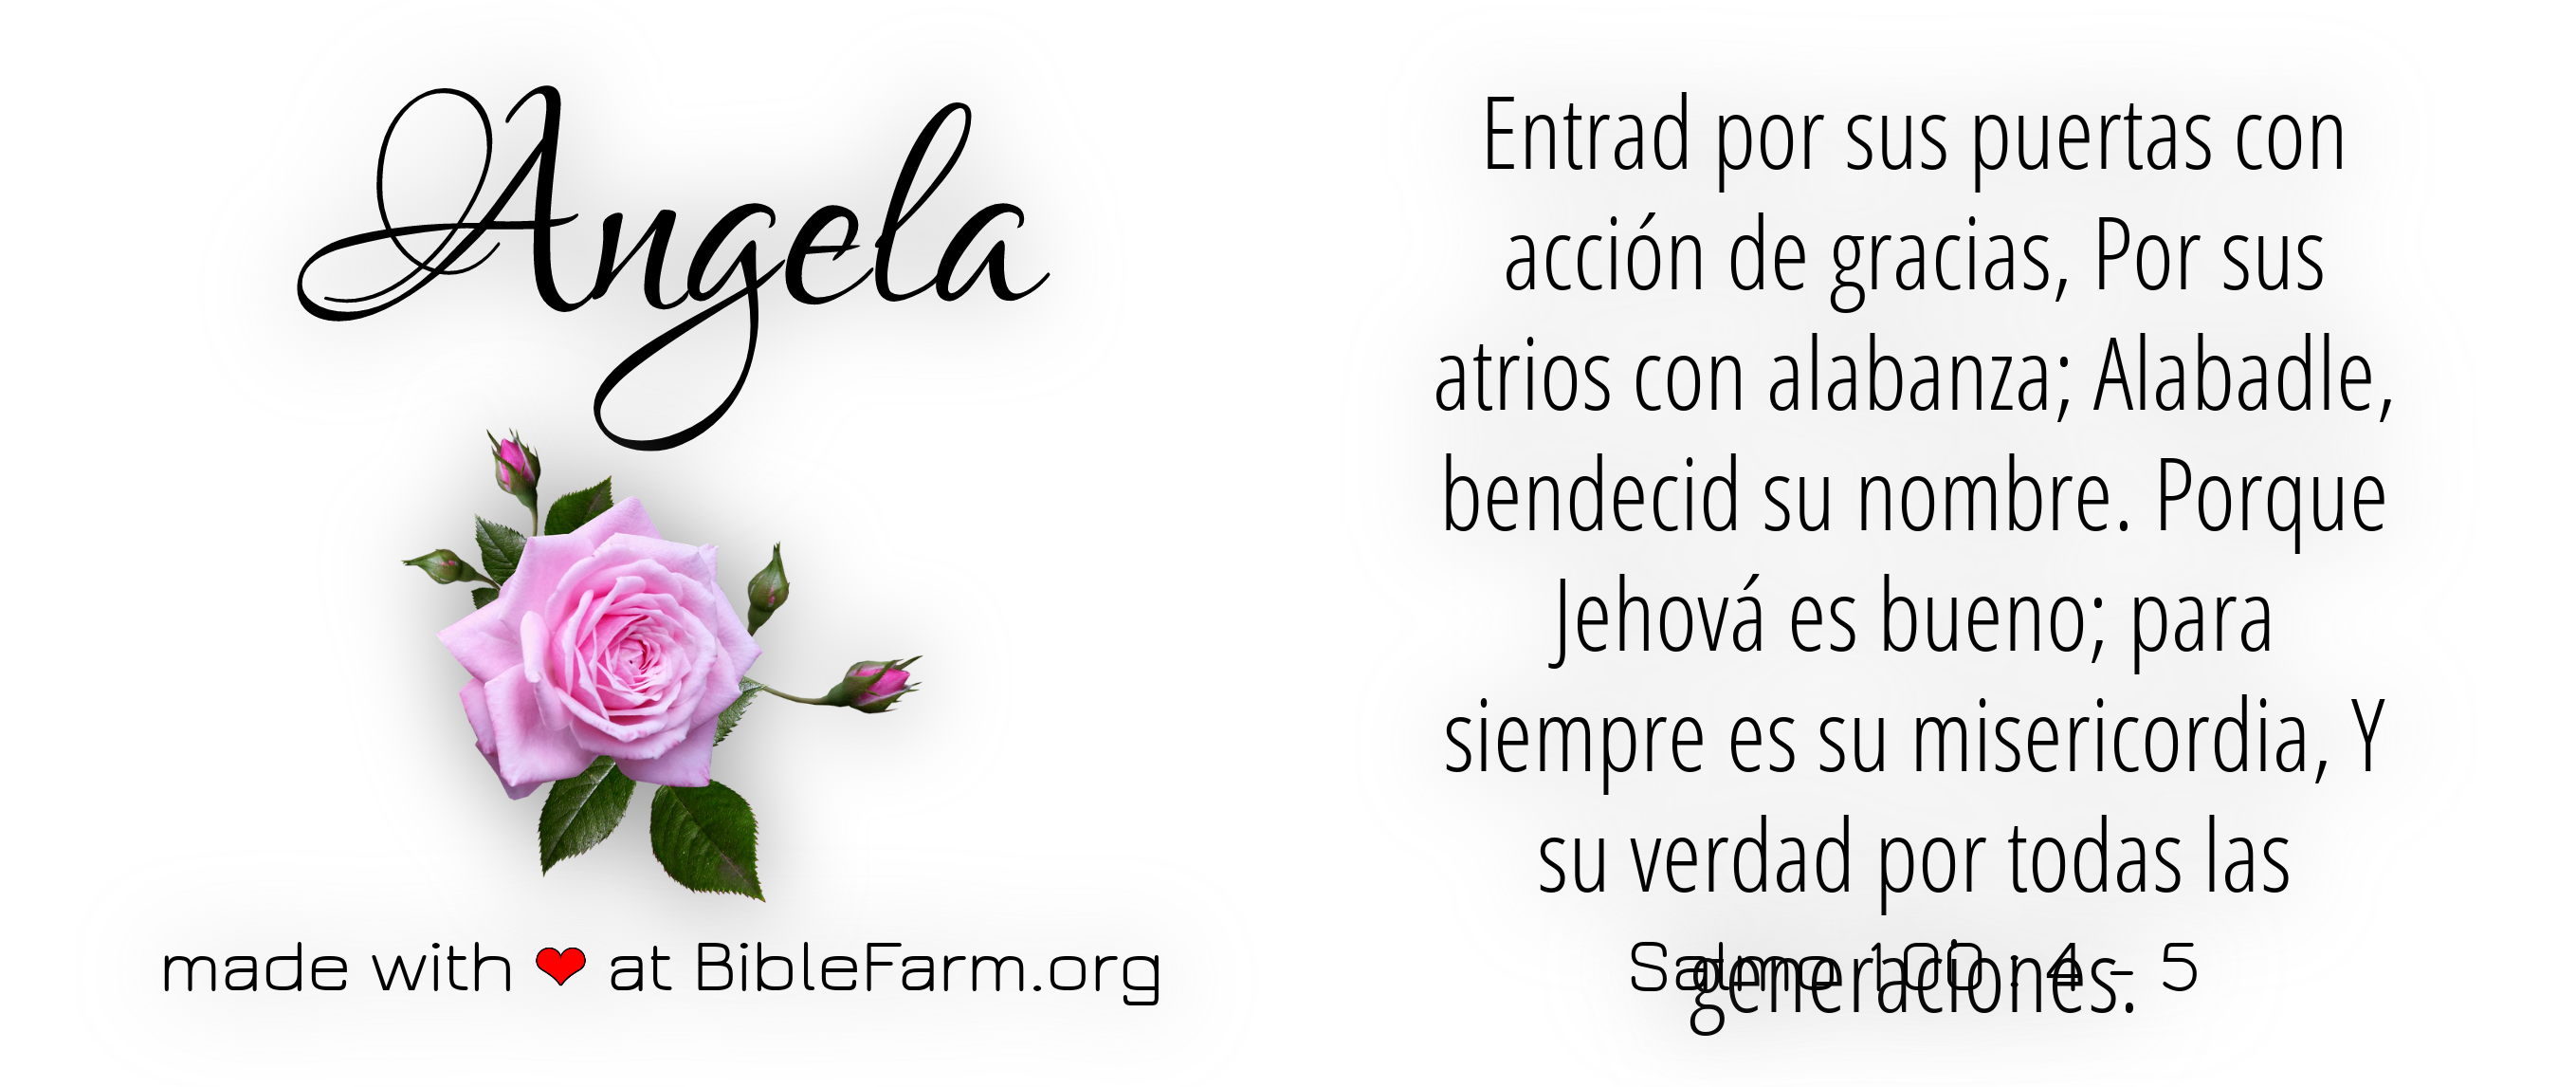 Angela
made with ❤ at BibleFarm.org
Entrad por sus puertas con
acción de gracias, Por sus
atrios con alabanza; Alabadle,
bendecid su nombre. Porque
Jehová es bueno; para
siempre es su misericordia, Y
su verdad por todas las
generaciones.
Salmo 100 : 4 - 5